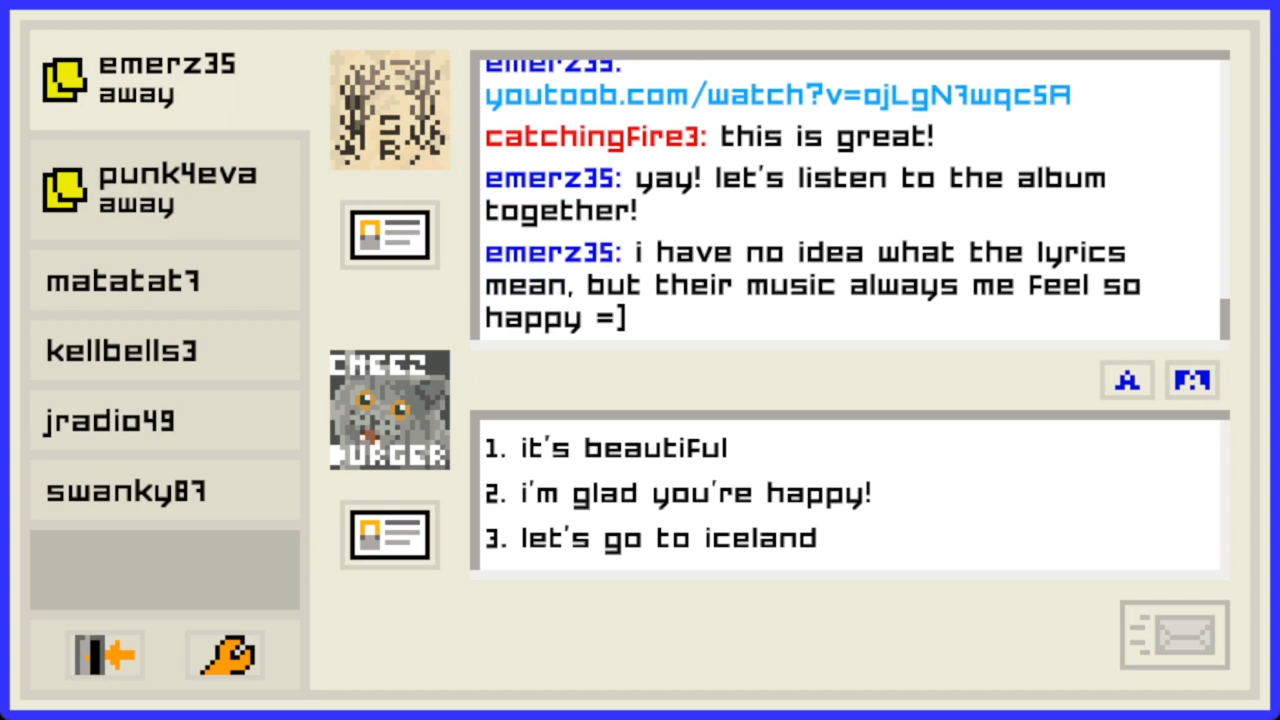 emerz35
away
punk4eva
away
matatat7
kellbells3
jradio49
swanky87
emerz35:
youtoob.com/watch?v=ojLgN7wqc5A
catchingfire3: this is great!
emerz35: yay! let's listen to the album
together!
emerz35: i have no idea what the lyrics
mean, but their music always me feel so
happy =]
CHEEZ
BURGER
A
1. it's beautiful
2. i'm glad you're happy!
3. let's go to iceland